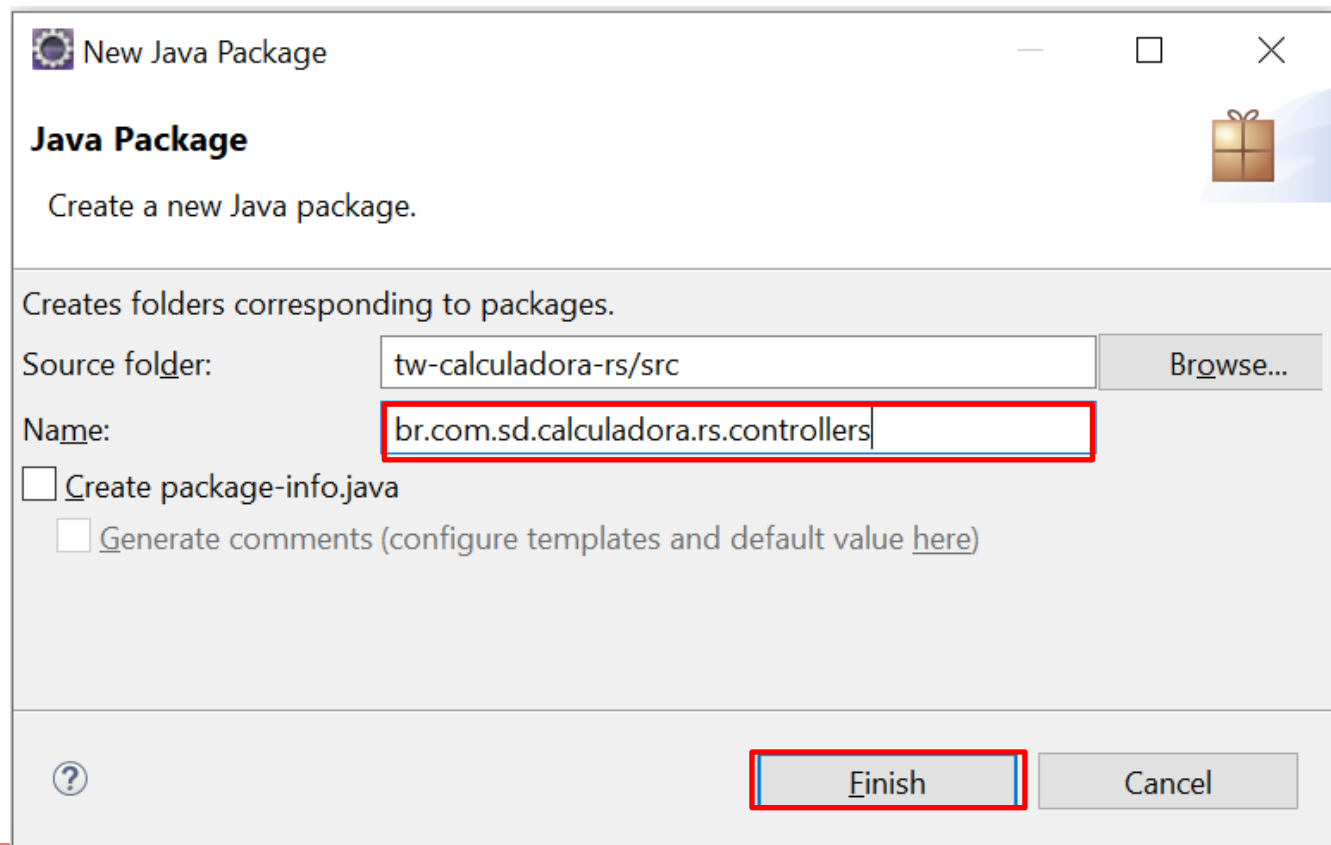 New Java Package
Java Package
Create a new Java package.
Creates folders corresponding to packages.
Source folder: tw-calculadora-rs/src Browse...
Name: br.com.sd.calculadora.rs.controllers
Create package-info.java
Generate comments (configure templates and default value here)
? Finish Cancel